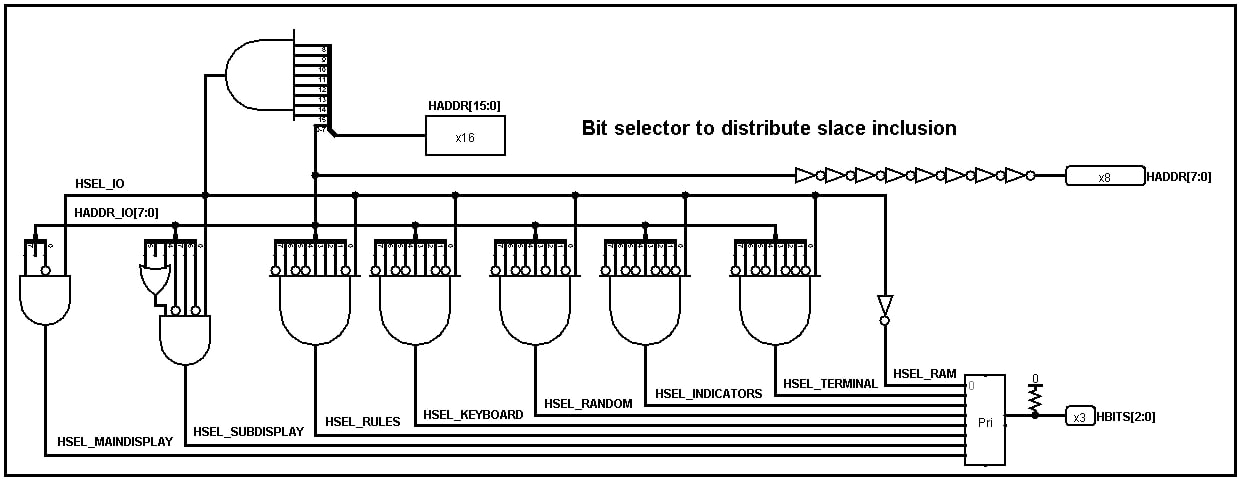 8
9
10
11
12
13
14
15
0-7
HADDR[15:0]
x16
Bit selector to distribute slace inclusion
x8 HADDR[7:0]
HSEL_IO
HADDR_IO[7:0]
HSEL_RAM
0
HSEL_TERMINAL
0
HSEL_INDICATORS
HSEL_RANDOM
HSEL_KEYBOARD
HSEL_RULES
Pri
x3 HBITS[2:0]
HSEL_SUBDISPLAY
HSEL_MAINDISPLAY